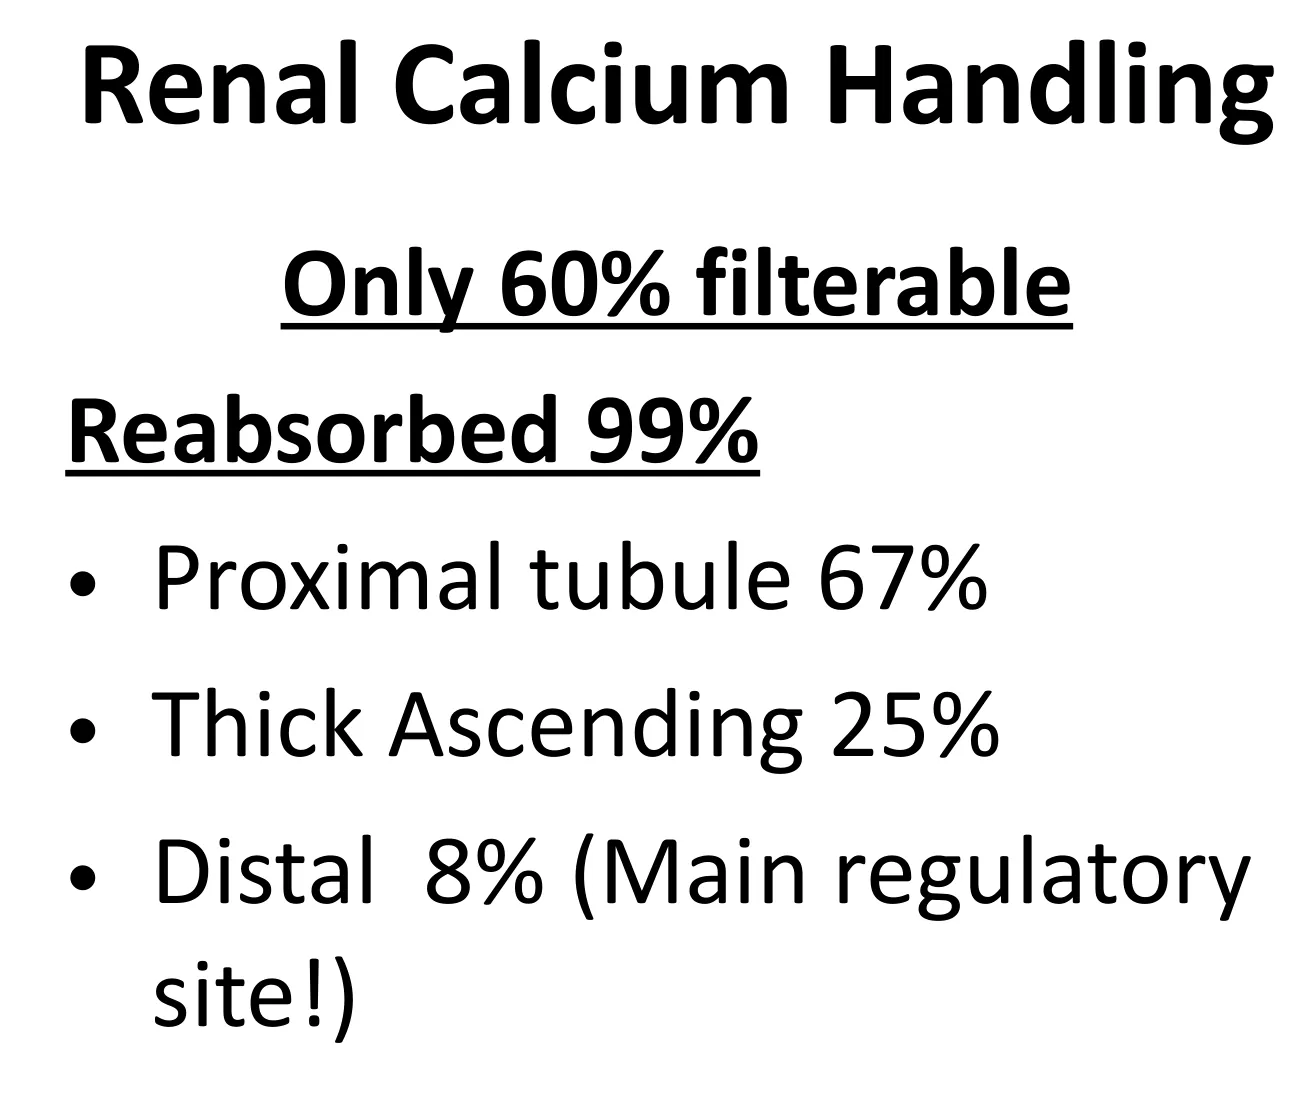 Renal Calcium Handling
Only 60% filterable
Reabsorbed 99%
• Proximal tubule 67%
• Thick Ascending 25%
• Distal  8% (Main regulatory
site!)